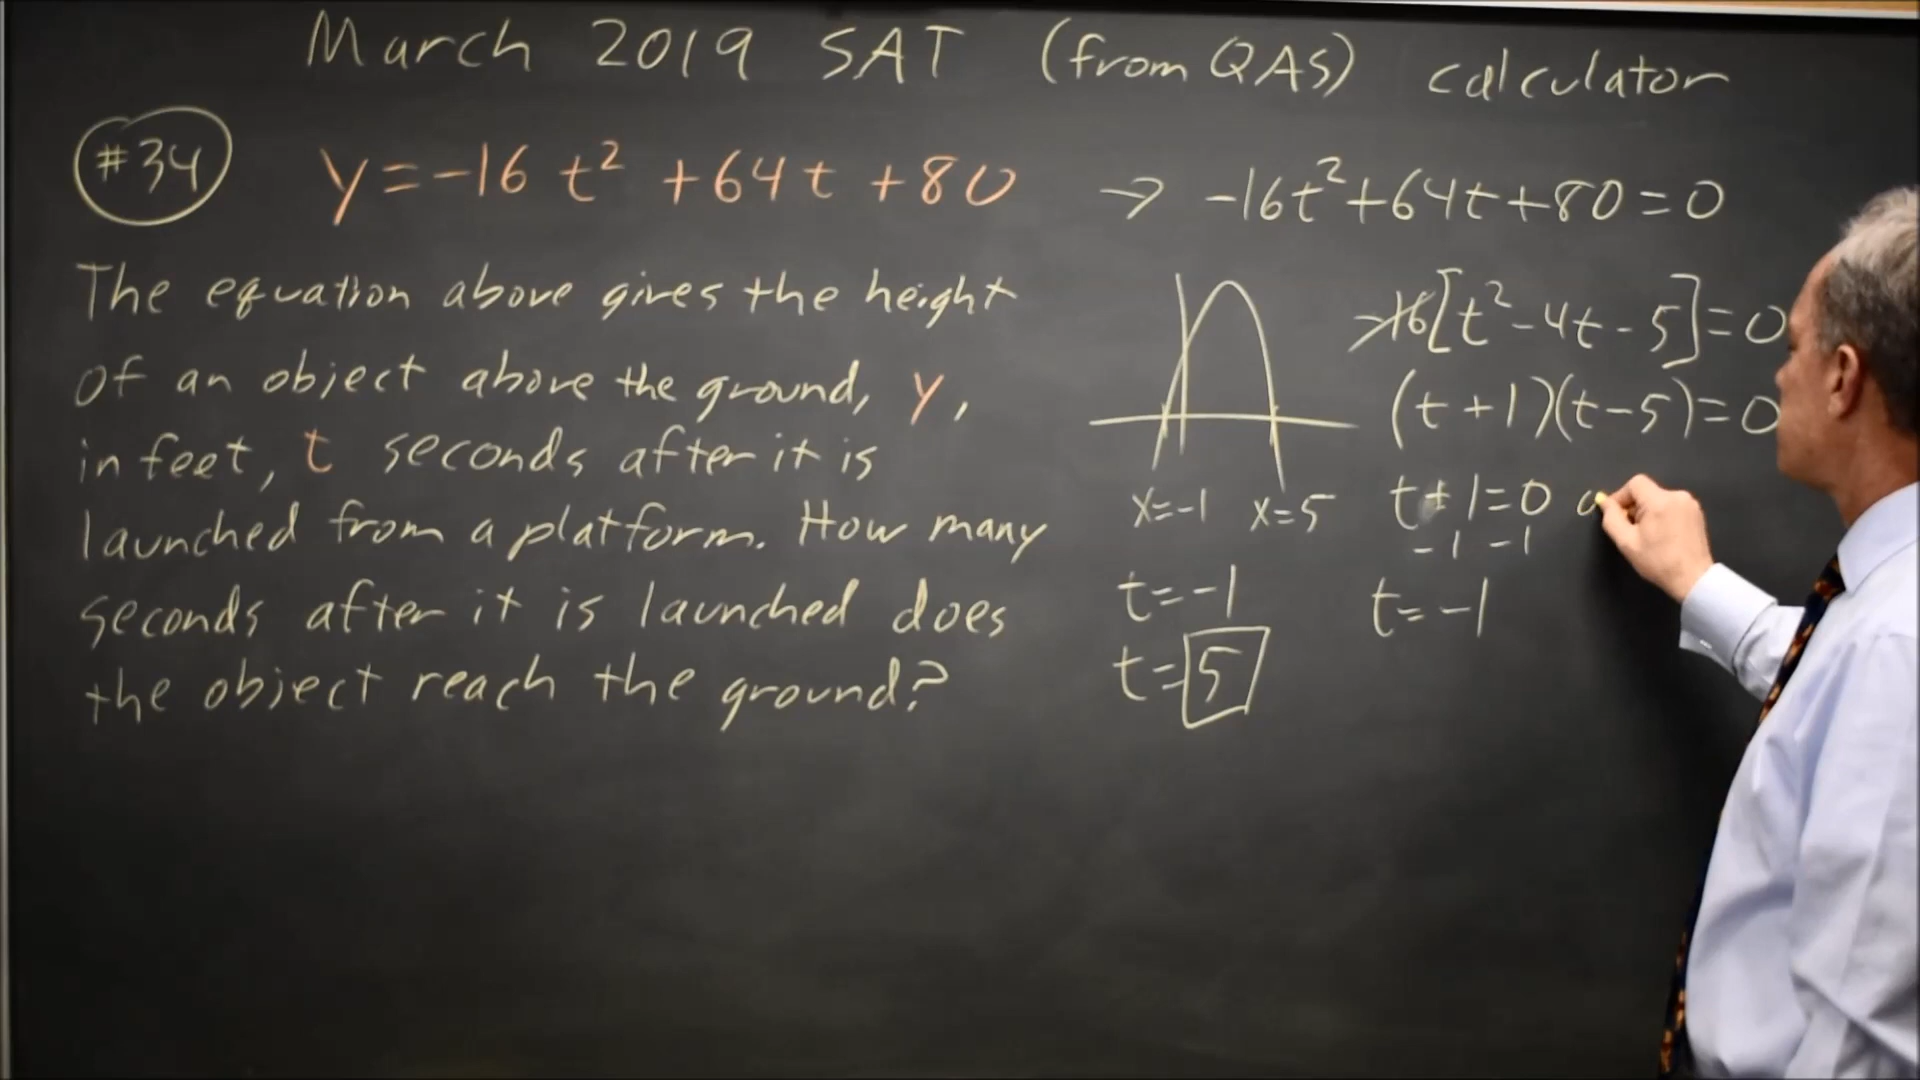 March 2019 SAT (from QAS) calculator
#34 y=-16t²+64t+80 → -16t²+64t+80=0
The equation above gives the height
of an object above the ground, y,
in feet, t seconds after it is
launched from a platform. How many
seconds after it is launched does
the object reach the ground?
x=-1 x=5
t=-1
t=5
-16[t²-4t-5]=0
(t+1)(t-5)=0
t+1=0
-1 -1
t=-1